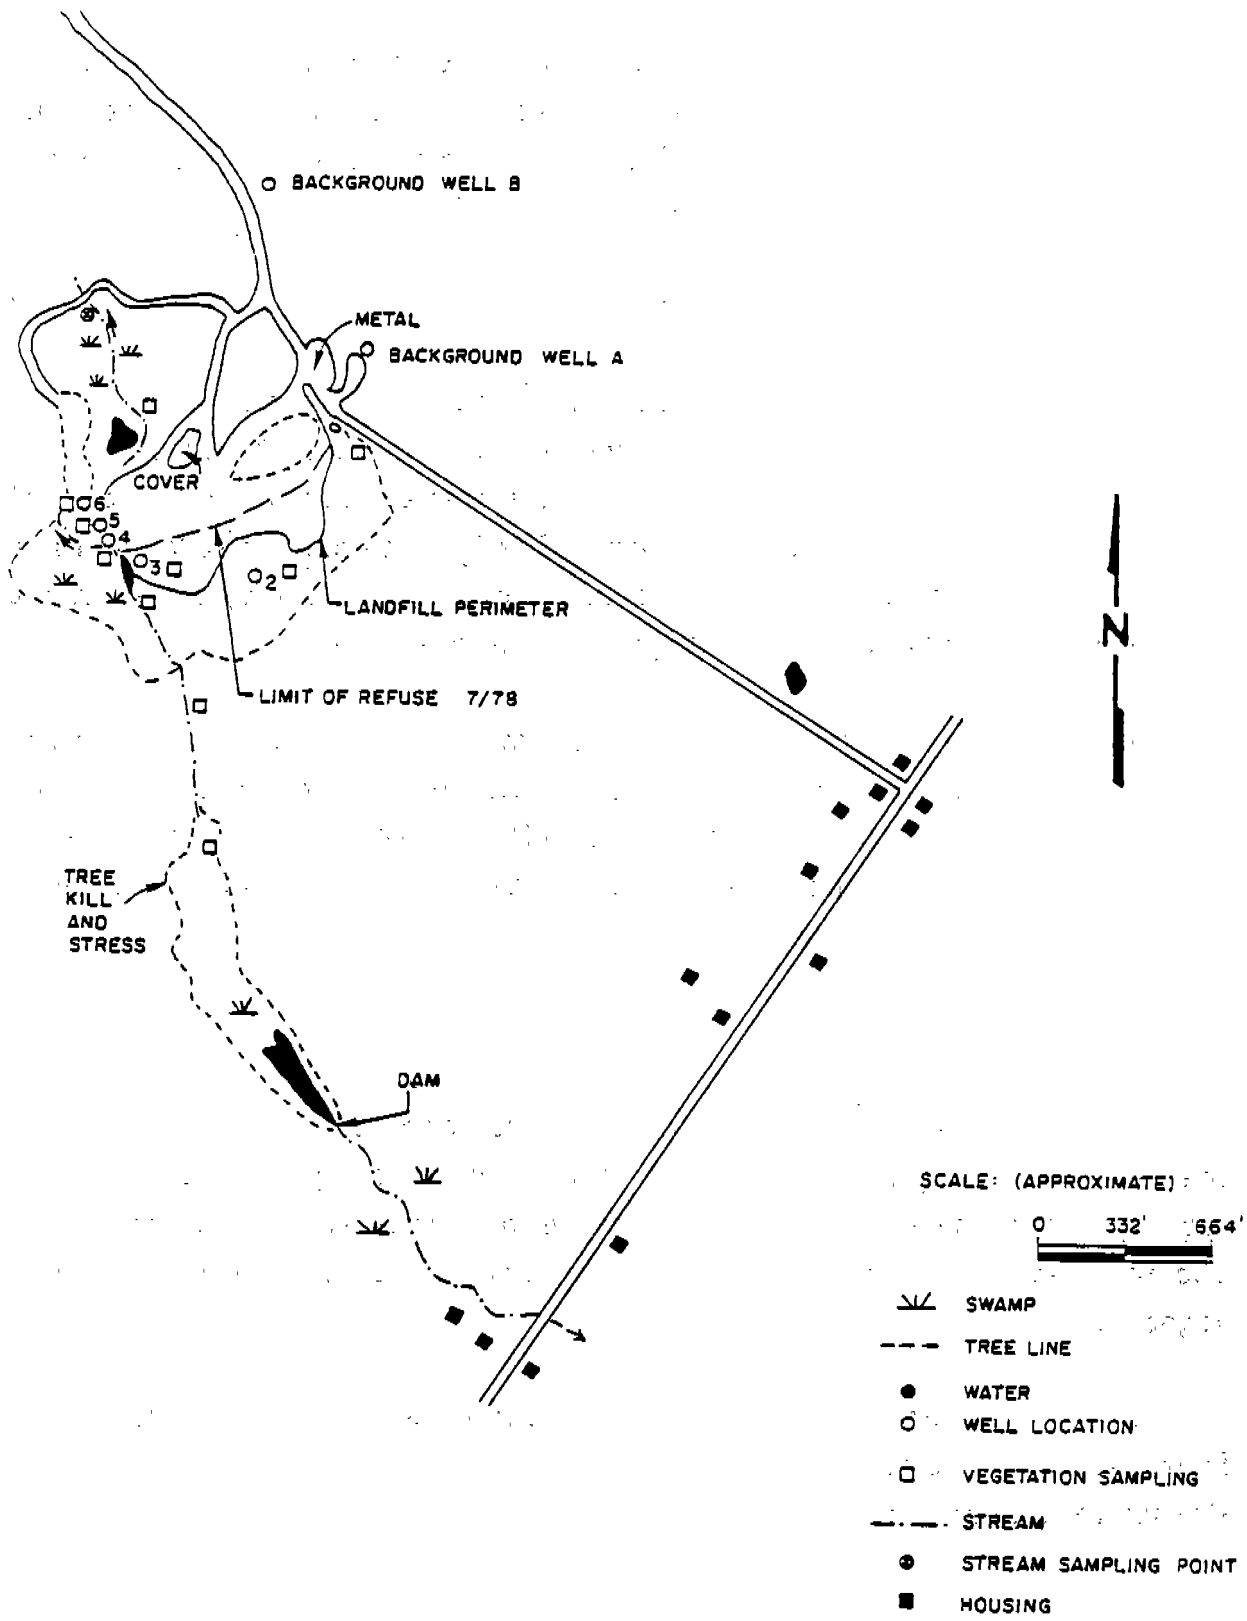 BACKGROUND WELL B
METAL
BACKGROUND WELL A
COVER
6
5
4
3
2
LANDFILL PERIMETER
LIMIT OF REFUSE 7/78
N
TREE
KILL
AND
STRESS
DAM
SCALE: (APPROXIMATE)
0 332' 664'
SWAMP
TREE LINE
WATER
WELL LOCATION
VEGETATION SAMPLING
STREAM
STREAM SAMPLING POINT
HOUSING